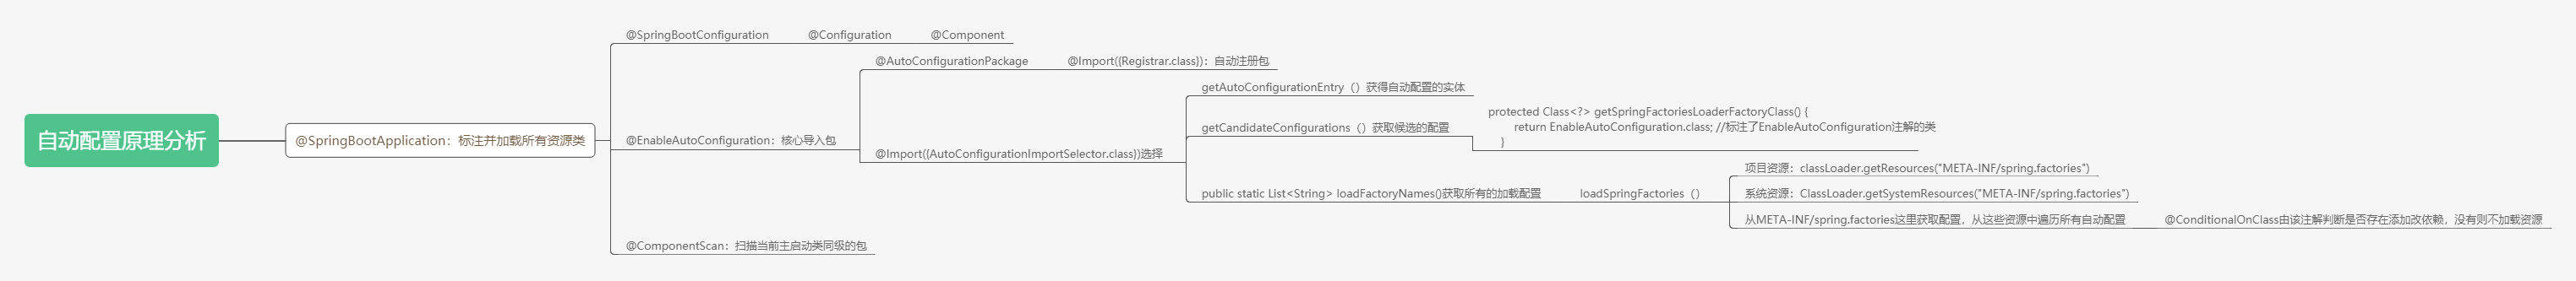 自动配置原理分析
@SpringBootApplication：标注并加载所有资源类
@SpringBootConfiguration
@Configuration
@Component
@EnableAutoConfiguration：核心导入包
@AutoConfigurationPackage
@Import({Registrar.class})：自动注册包
@Import({AutoConfigurationImportSelector.class})选择
getAutoConfigurationEntry（）获得自动配置的实体
getCandidateConfigurations（）获取候选的配置
protected Class<?> getSpringFactoriesLoaderFactoryClass() {
return EnableAutoConfiguration.class; //标注了EnableAutoConfiguration注解的类
}
public static List<String> loadFactoryNames()获取所有的加载配置
loadSpringFactories（）
项目资源：classLoader.getResources("META-INF/spring.factories")
系统资源：ClassLoader.getSystemResources("META-INF/spring.factories")
从META-INF/spring.factories这里获取配置，从这些资源中遍历所有自动配置
@ConditionalOnClass由该注解判断是否存在添加改依赖，没有则不加载资源
@ComponentScan：扫描当前主启动类同级的包